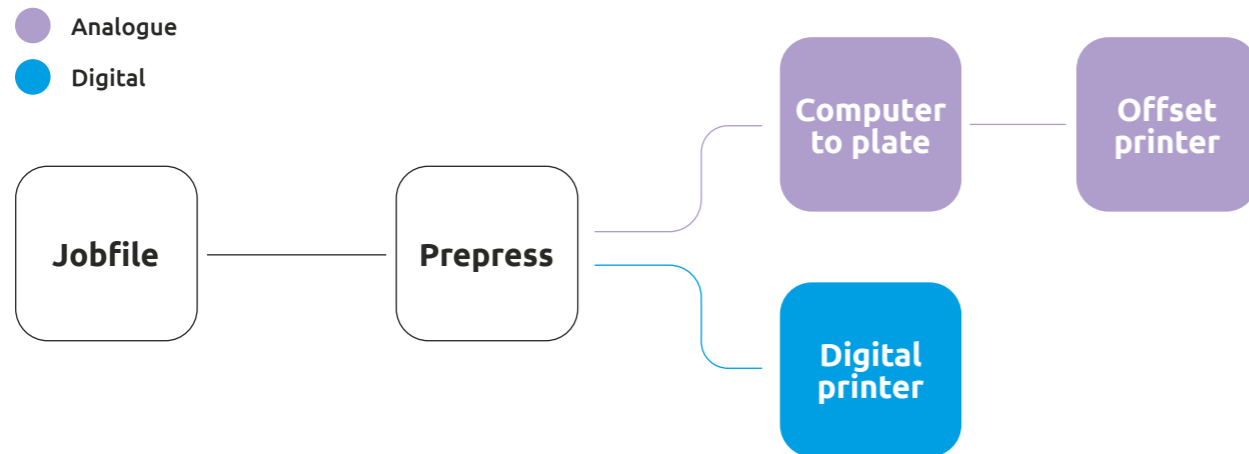 Analogue
Digital
Jobfile
Prepress
Computer
to plate
Offset
printer
Digital
printer